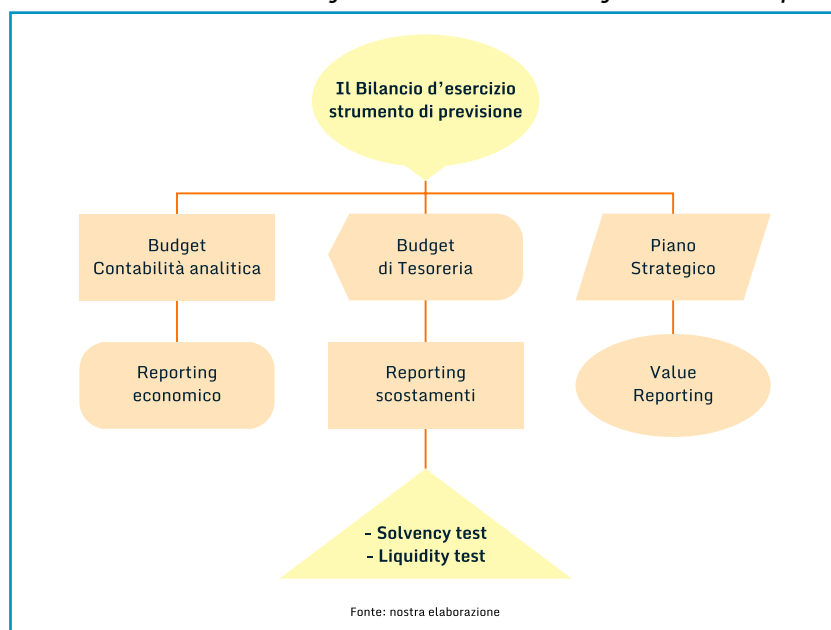 Il Bilancio d'esercizio
strumento di previsione
Budget
Contabilità analitica
Budget
di Tesoreria
Piano
Strategico
Reporting
economico
Reporting
scostamenti
Value
Reporting
- Solvency test
- Liquidity test
Fonte: nostra elaborazione